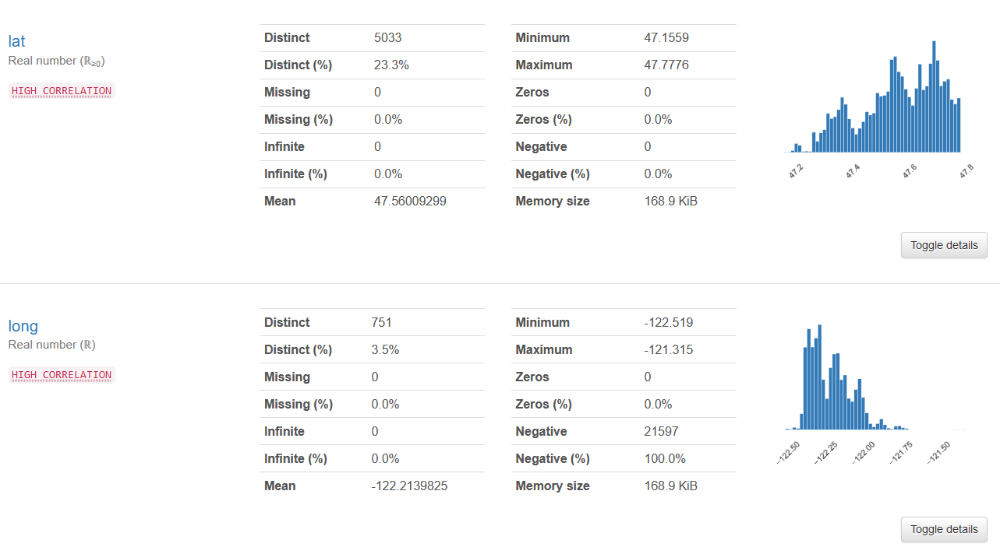 lat
Real number (ℝ≥0)
HIGH CORRELATION
Distinct 5033
Distinct (%) 23.3%
Missing 0
Missing (%) 0.0%
Infinite 0
Infinite (%) 0.0%
Mean 47.56009299
Minimum 47.1559
Maximum 47.7776
Zeros 0
Zeros (%) 0.0%
Negative 0
Negative (%) 0.0%
Memory size 168.9 KiB
47.2 47.4 47.6 47.8
Toggle details
long
Real number (ℝ)
HIGH CORRELATION
Distinct 751
Distinct (%) 3.5%
Missing 0
Missing (%) 0.0%
Infinite 0
Infinite (%) 0.0%
Mean -122.2139825
Minimum -122.519
Maximum -121.315
Zeros 0
Zeros (%) 0.0%
Negative 21597
Negative (%) 100.0%
Memory size 168.9 KiB
−122.50 −122.25 −122.00 −121.75 −121.50
Toggle details